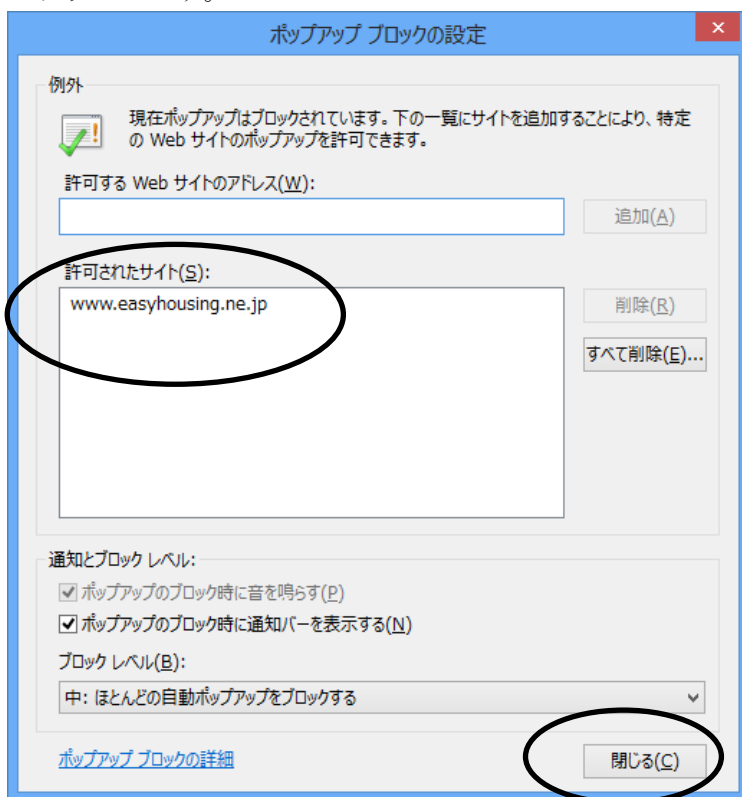 ポップアップ ブロックの設定
例外
現在ポップアップはブロックされています。下の一覧にサイトを追加することにより、特定
の Web サイトのポップアップを許可できます。
許可する Web サイトのアドレス(W):
追加(A)
許可されたサイト(S):
www.easyhousing.ne.jp
削除(R)
すべて削除(E)...
通知とブロック レベル:
ポップアップのブロック時に音を鳴らす(P)
ポップアップのブロック時に通知バーを表示する(N)
ブロック レベル(B):
中: ほとんどの自動ポップアップをブロックする
ポップアップ ブロックの詳細
閉じる(C)